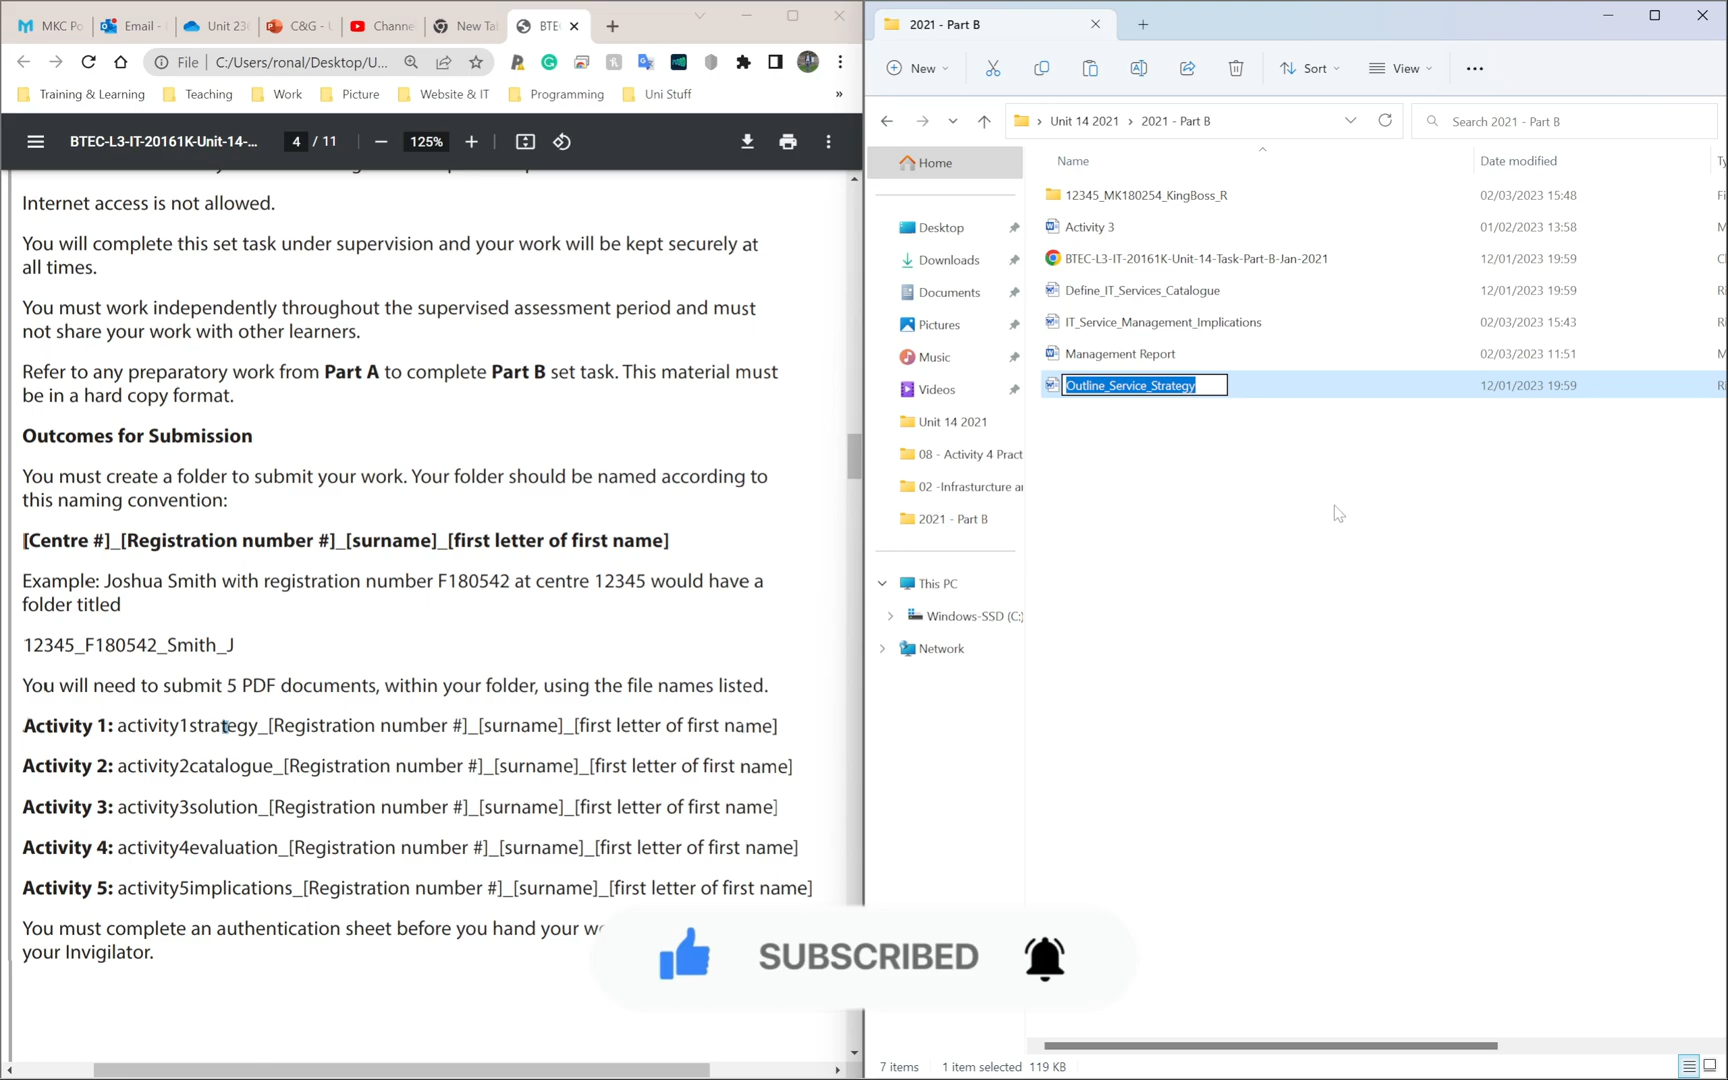 MKC Po
Email -
Unit 230
C&G - U
Channe
New Tab
BTEC
File
C:/Users/ronal/Desktop/U...
Training & Learning
Teaching
Work
Picture
Website & IT
Programming
Uni Stuff
»
BTEC-L3-IT-20161K-Unit-14-...
4 / 11
125%
Internet access is not allowed.
You will complete this set task under supervision and your work will be kept securely at
all times.
You must work independently throughout the supervised assessment period and must
not share your work with other learners.
Refer to any preparatory work from Part A to complete Part B set task. This material must
be in a hard copy format.
Outcomes for Submission
You must create a folder to submit your work. Your folder should be named according to
this naming convention:
[Centre #]_[Registration number #]_[surname]_[first letter of first name]
Example: Joshua Smith with registration number F180542 at centre 12345 would have a
folder titled
12345_F180542_Smith_J
You will need to submit 5 PDF documents, within your folder, using the file names listed.
Activity 1: activity1strategy_[Registration number #]_[surname]_[first letter of first name]
Activity 2: activity2catalogue_[Registration number #]_[surname]_[first letter of first name]
Activity 3: activity3solution_[Registration number #]_[surname]_[first letter of first name]
Activity 4: activity4evaluation_[Registration number #]_[surname]_[first letter of first name]
Activity 5: activity5implications_[Registration number #]_[surname]_[first letter of first name]
You must complete an authentication sheet before you hand your wo
your Invigilator.
SUBSCRIBED
2021 - Part B
New
Sort
View
Unit 14 2021 > 2021 - Part B
Search 2021 - Part B
Home
Desktop
Downloads
Documents
Pictures
Music
Videos
Unit 14 2021
08 - Activity 4 Pract
02 -Infrasturcture ar
2021 - Part B
This PC
Windows-SSD (C:)
Network
Name
Date modified
Ty
12345_MK180254_KingBoss_R
02/03/2023 15:48
Fi
Activity 3
01/02/2023 13:58
M
BTEC-L3-IT-20161K-Unit-14-Task-Part-B-Jan-2021
12/01/2023 19:59
Cl
Define_IT_Services_Catalogue
12/01/2023 19:59
Ri
IT_Service_Management_Implications
02/03/2023 15:43
Ri
Management Report
02/03/2023 11:51
M
Outline_Service_Strategy
12/01/2023 19:59
Ri
7 items
1 item selected 119 KB